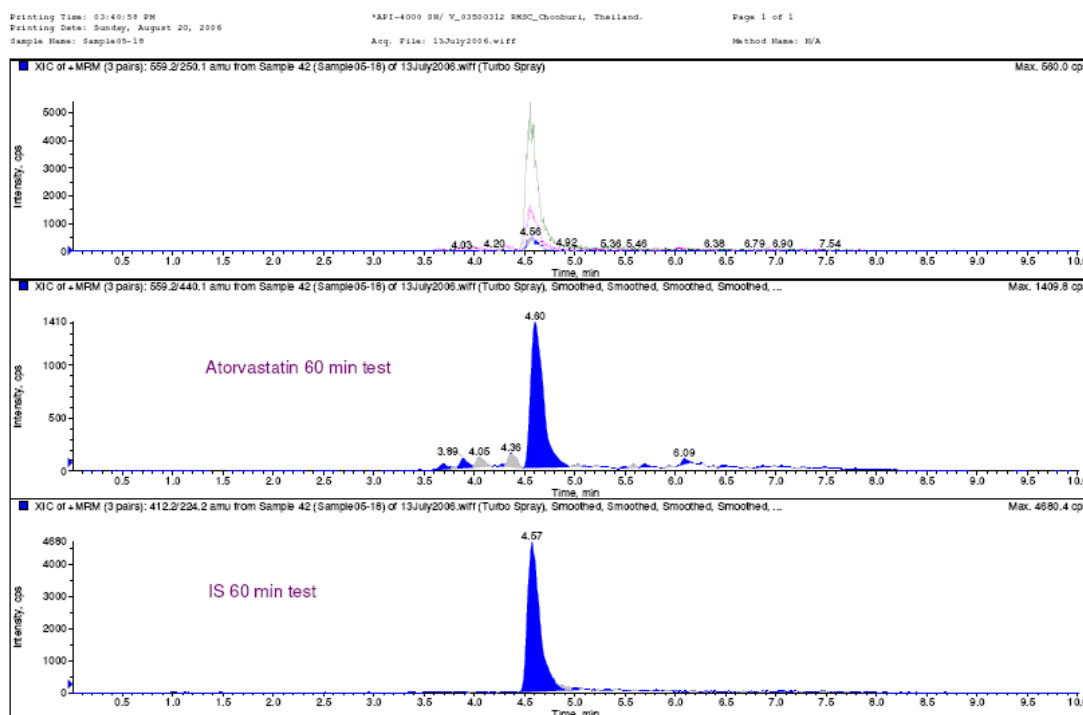 Printing Time: 03:40:58 PM *API-4000 SN/ V_03500312 RMSC_Chonburi, Thailand. Page 1 of 1
Printing Date: Sunday, August 20, 2006
Sample Name: Sample05-18 Acq. File: 13July2006.wiff Method Name: N/A
XIC of +MRM (3 pairs): 559.2/250.1 amu from Sample 42 (Sample05-18) of 13July2006.wiff (Turbo Spray) Max. 560.0 cp
Intensity, cps
5000
4000
3000
2000
1000
0
4.03 4.20 4.56 4.92 5.36 5.46 6.38 6.79 6.90 7.54
0.5 1.0 1.5 2.0 2.5 3.0 3.5 4.0 4.5 5.0 5.5 6.0 6.5 7.0 7.5 8.0 8.5 9.0 9.5 10.
Time, min
XIC of +MRM (3 pairs): 559.2/440.1 amu from Sample 42 (Sample05-18) of 13July2006.wiff (Turbo Spray), Smoothed, Smoothed, Smoothed, Smoothed, ... Max. 1409.8 cp
Intensity, cps
1410
1000
500
0
Atorvastatin 60 min test
3.89 4.05 4.36 4.60 6.09
0.5 1.0 1.5 2.0 2.5 3.0 3.5 4.0 4.5 5.0 5.5 6.0 6.5 7.0 7.5 8.0 8.5 9.0 9.5 10.
Time, min
XIC of +MRM (3 pairs): 412.2/224.2 amu from Sample 42 (Sample05-18) of 13July2006.wiff (Turbo Spray), Smoothed, Smoothed, Smoothed, Smoothed, ... Max. 4680.4 cp
Intensity, cps
4680
4000
3000
2000
1000
0
4.57
IS 60 min test
0.5 1.0 1.5 2.0 2.5 3.0 3.5 4.0 4.5 5.0 5.5 6.0 6.5 7.0 7.5 8.0 8.5 9.0 9.5 10.
Time, min